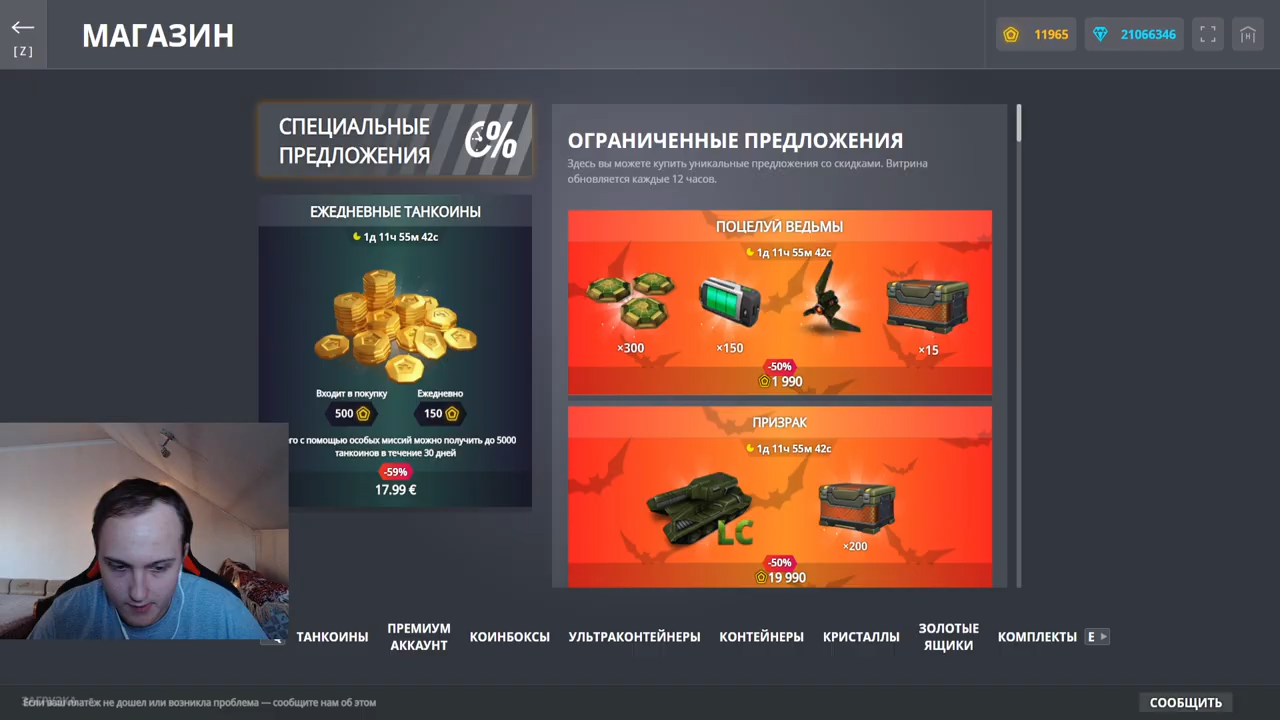 МАГАЗИН
[Z]
11965
21066346
СПЕЦИАЛЬНЫЕ
ПРЕДЛОЖЕНИЯ
%
ЕЖЕДНЕВНЫЕ ТАНКОИНЫ
1д 11ч 55м 42с
Входит в покупку
Ежедневно
500
150
го с помощью особых миссий можно получить до 5000
танкоинов в течение 30 дней
-59%
17.99 €
ОГРАНИЧЕННЫЕ ПРЕДЛОЖЕНИЯ
Здесь вы можете купить уникальные предложения со скидками. Витрина
обновляется каждые 12 часов.
ПОЦЕЛУЙ ВЕДЬМЫ
1д 11ч 55м 42с
×300
×150
×15
-50%
1 990
ПРИЗРАК
1д 11ч 55м 42с
LC
×200
-50%
19 990
ТАНКОИНЫ
ПРЕМИУМ
АККАУНТ
КОИНБОКСЫ
УЛЬТРАКОНТЕЙНЕРЫ
КОНТЕЙНЕРЫ
КРИСТАЛЛЫ
ЗОЛОТЫЕ
ЯЩИКИ
КОМПЛЕКТЫ
E
ЗАГРУЗКА
Если ваш платёж не дошел или возникла проблема — сообщите нам об этом
СООБЩИТЬ